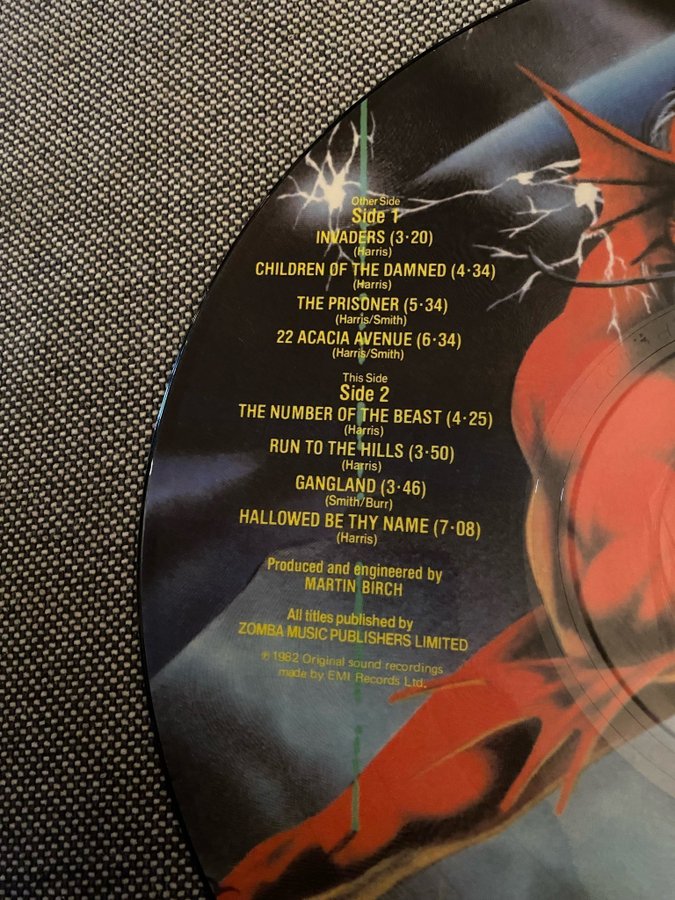 Other Side
Side 1
INVADERS (3·20)
(Harris)
CHILDREN OF THE DAMNED (4·34)
(Harris)
THE PRISONER (5·34)
(Harris/Smith)
22 ACACIA AVENUE (6·34)
(Harris/Smith)
This Side
Side 2
THE NUMBER OF THE BEAST (4·25)
(Harris)
RUN TO THE HILLS (3·50)
(Harris)
GANGLAND (3·46)
(Smith/Burr)
HALLOWED BE THY NAME (7·08)
(Harris)
Produced and engineered by
MARTIN BIRCH
All titles published by
ZOMBA MUSIC PUBLISHERS LIMITED
℗ 1982 Original sound recordings
made by EMI Records Ltd.